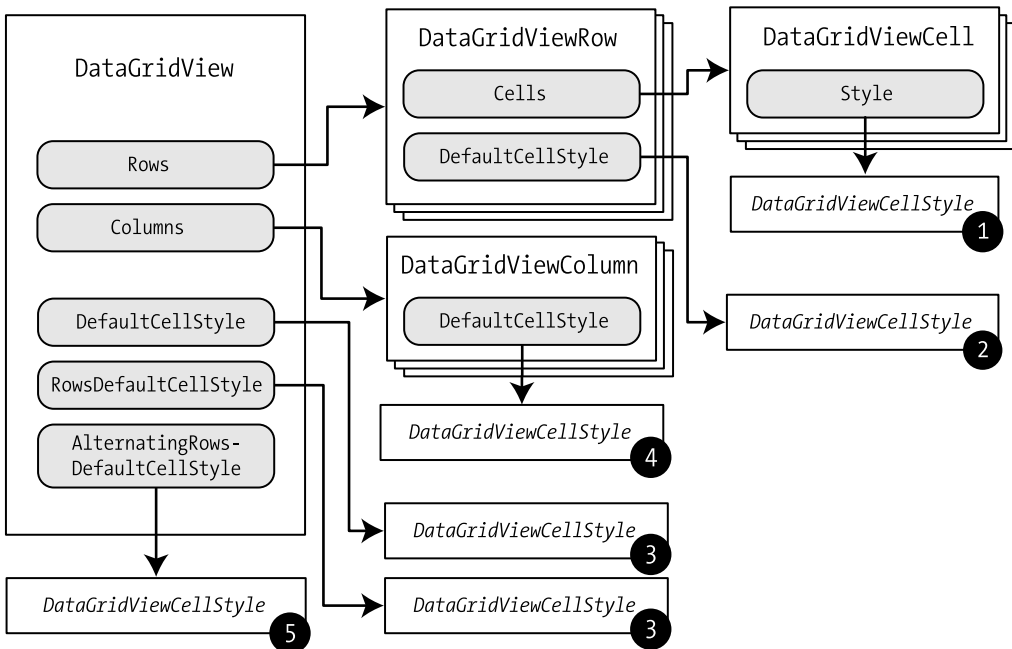 DataGridView
Rows
Columns
DefaultCellStyle
RowsDefaultCellStyle
AlternatingRows-
DefaultCellStyle
DataGridViewCellStyle
5
DataGridViewRow
Cells
DefaultCellStyle
DataGridViewColumn
DefaultCellStyle
DataGridViewCellStyle
4
DataGridViewCellStyle
3
DataGridViewCellStyle
3
DataGridViewCell
Style
DataGridViewCellStyle
1
DataGridViewCellStyle
2